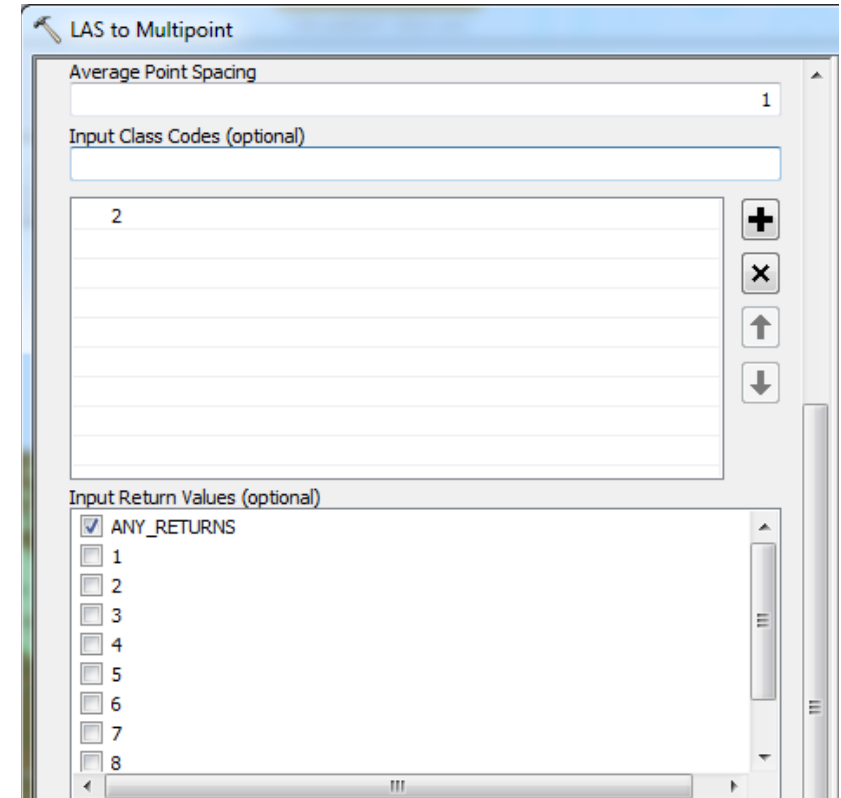 LAS to Multipoint
Average Point Spacing
1
Input Class Codes (optional)
2
Input Return Values (optional)
ANY_RETURNS
1
2
3
4
5
6
7
8